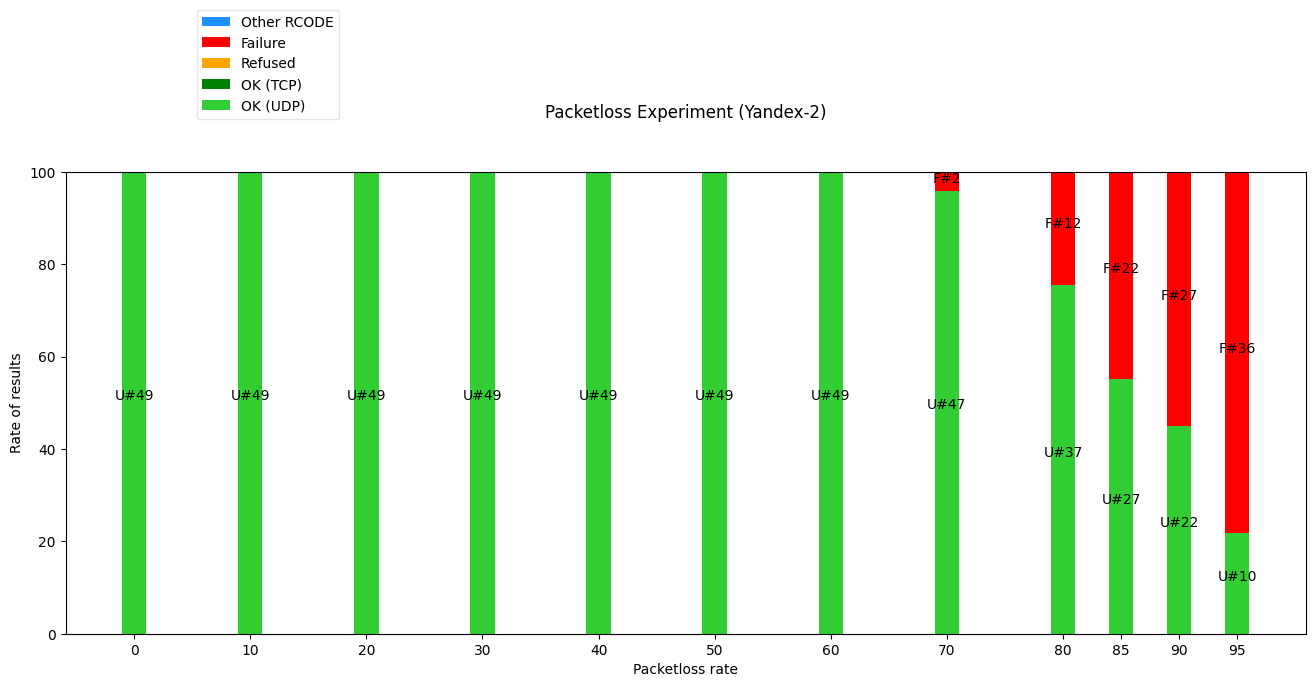 Other RCODE
Failure
Refused
OK (TCP)
OK (UDP)
Packetloss Experiment (Yandex-2)
100
80
60
40
20
0
Rate of results
F#2
F#12
F#22
F#27
F#36
U#49
U#49
U#49
U#49
U#49
U#49
U#49
U#47
U#37
U#27
U#22
U#10
0
10
20
30
40
50
60
70
80
85
90
95
Packetloss rate